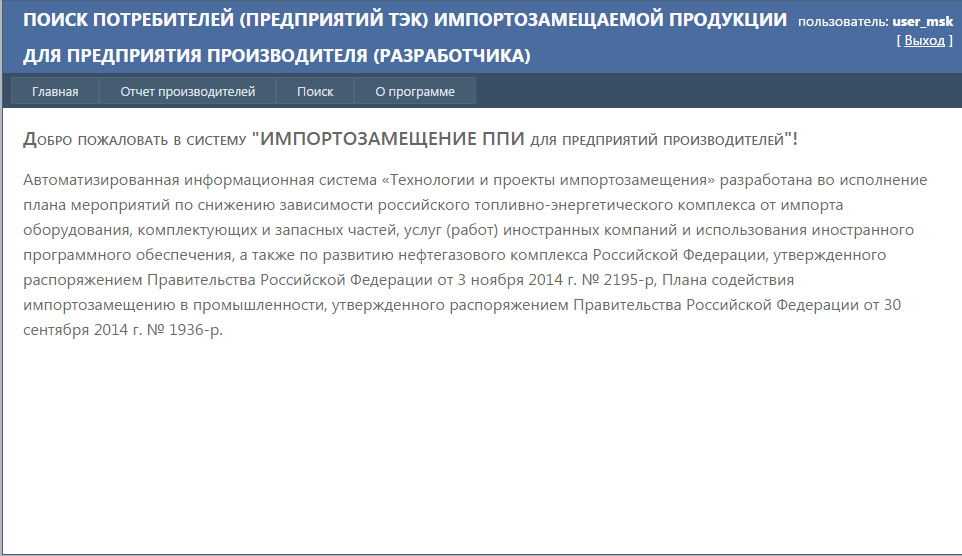 ПОИСК ПОТРЕБИТЕЛЕЙ (ПРЕДПРИЯТИЙ ТЭК) ИМПОРТОЗАМЕЩАЕМОЙ ПРОДУКЦИИ
ДЛЯ ПРЕДПРИЯТИЯ ПРОИЗВОДИТЕЛЯ (РАЗРАБОТЧИКА)
пользователь: user_msk
[ Выход ]
Главная Отчет производителей Поиск О программе
Добро пожаловать в систему "ИМПОРТОЗАМЕЩЕНИЕ ППИ для предприятий производителей"!
Автоматизированная информационная система «Технологии и проекты импортозамещения» разработана во исполнение
плана мероприятий по снижению зависимости российского топливно-энергетического комплекса от импорта
оборудования, комплектующих и запасных частей, услуг (работ) иностранных компаний и использования иностранного
программного обеспечения, а также по развитию нефтегазового комплекса Российской Федерации, утвержденного
распоряжением Правительства Российской Федерации от 3 ноября 2014 г. № 2195-р, Плана содействия
импортозамещению в промышленности, утвержденного распоряжением Правительства Российской Федерации от 30
сентября 2014 г. № 1936-р.